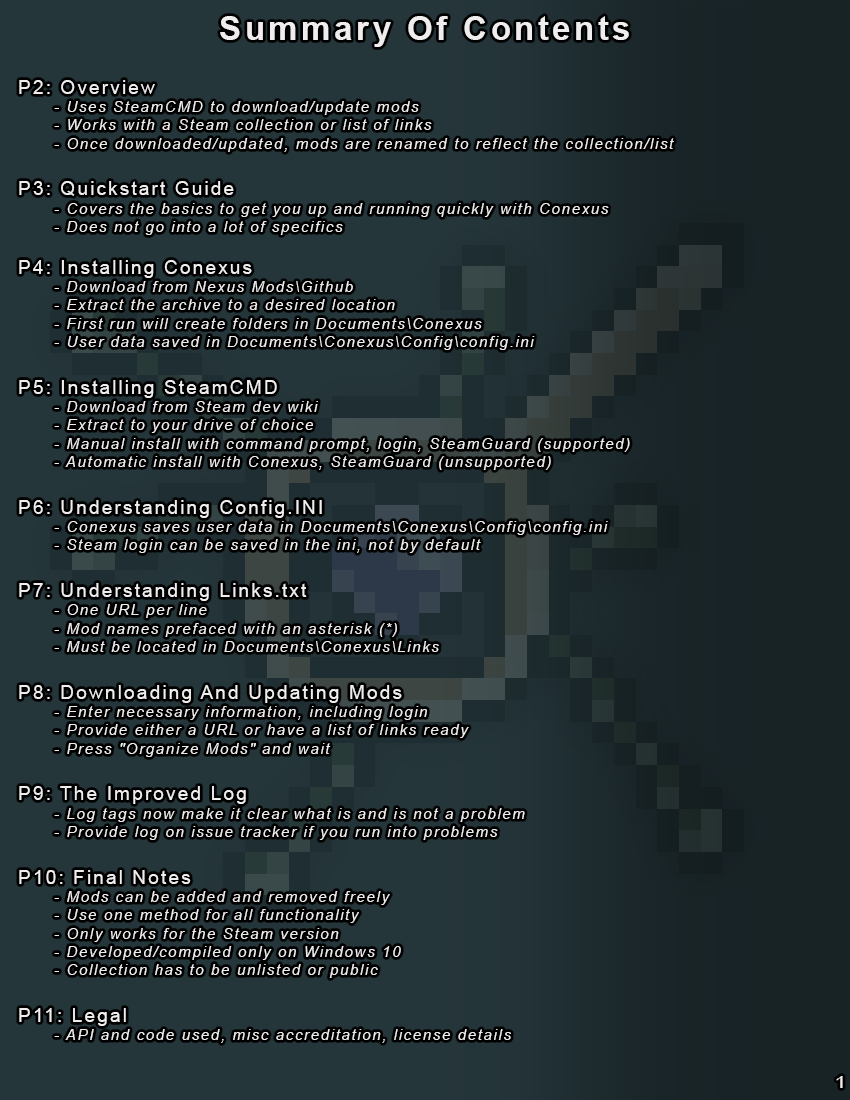 Summary Of Contents
P2: Overview
- Uses SteamCMD to download/update mods
- Works with a Steam collection or list of links
- Once downloaded/updated, mods are renamed to reflect the collection/list
P3: Quickstart Guide
- Covers the basics to get you up and running quickly with Conexus
- Does not go into a lot of specifics
P4: Installing Conexus
- Download from Nexus Mods\Github
- Extract the archive to a desired location
- First run will create folders in Documents\Conexus
- User data saved in Documents\Conexus\Config\config.ini
P5: Installing SteamCMD
- Download from Steam dev wiki
- Extract to your drive of choice
- Manual install with command prompt, login, SteamGuard (supported)
- Automatic install with Conexus, SteamGuard (unsupported)
P6: Understanding Config.INI
- Conexus saves user data in Documents\Conexus\Config\config.ini
- Steam login can be saved in the ini, not by default
P7: Understanding Links.txt
- One URL per line
- Mod names prefaced with an asterisk (*)
- Must be located in Documents\Conexus\Links
P8: Downloading And Updating Mods
- Enter necessary information, including login
- Provide either a URL or have a list of links ready
- Press "Organize Mods" and wait
P9: The Improved Log
- Log tags now make it clear what is and is not a problem
- Provide log on issue tracker if you run into problems
P10: Final Notes
- Mods can be added and removed freely
- Use one method for all functionality
- Only works for the Steam version
- Developed/compiled only on Windows 10
- Collection has to be unlisted or public
P11: Legal
- API and code used, misc accreditation, license details
1